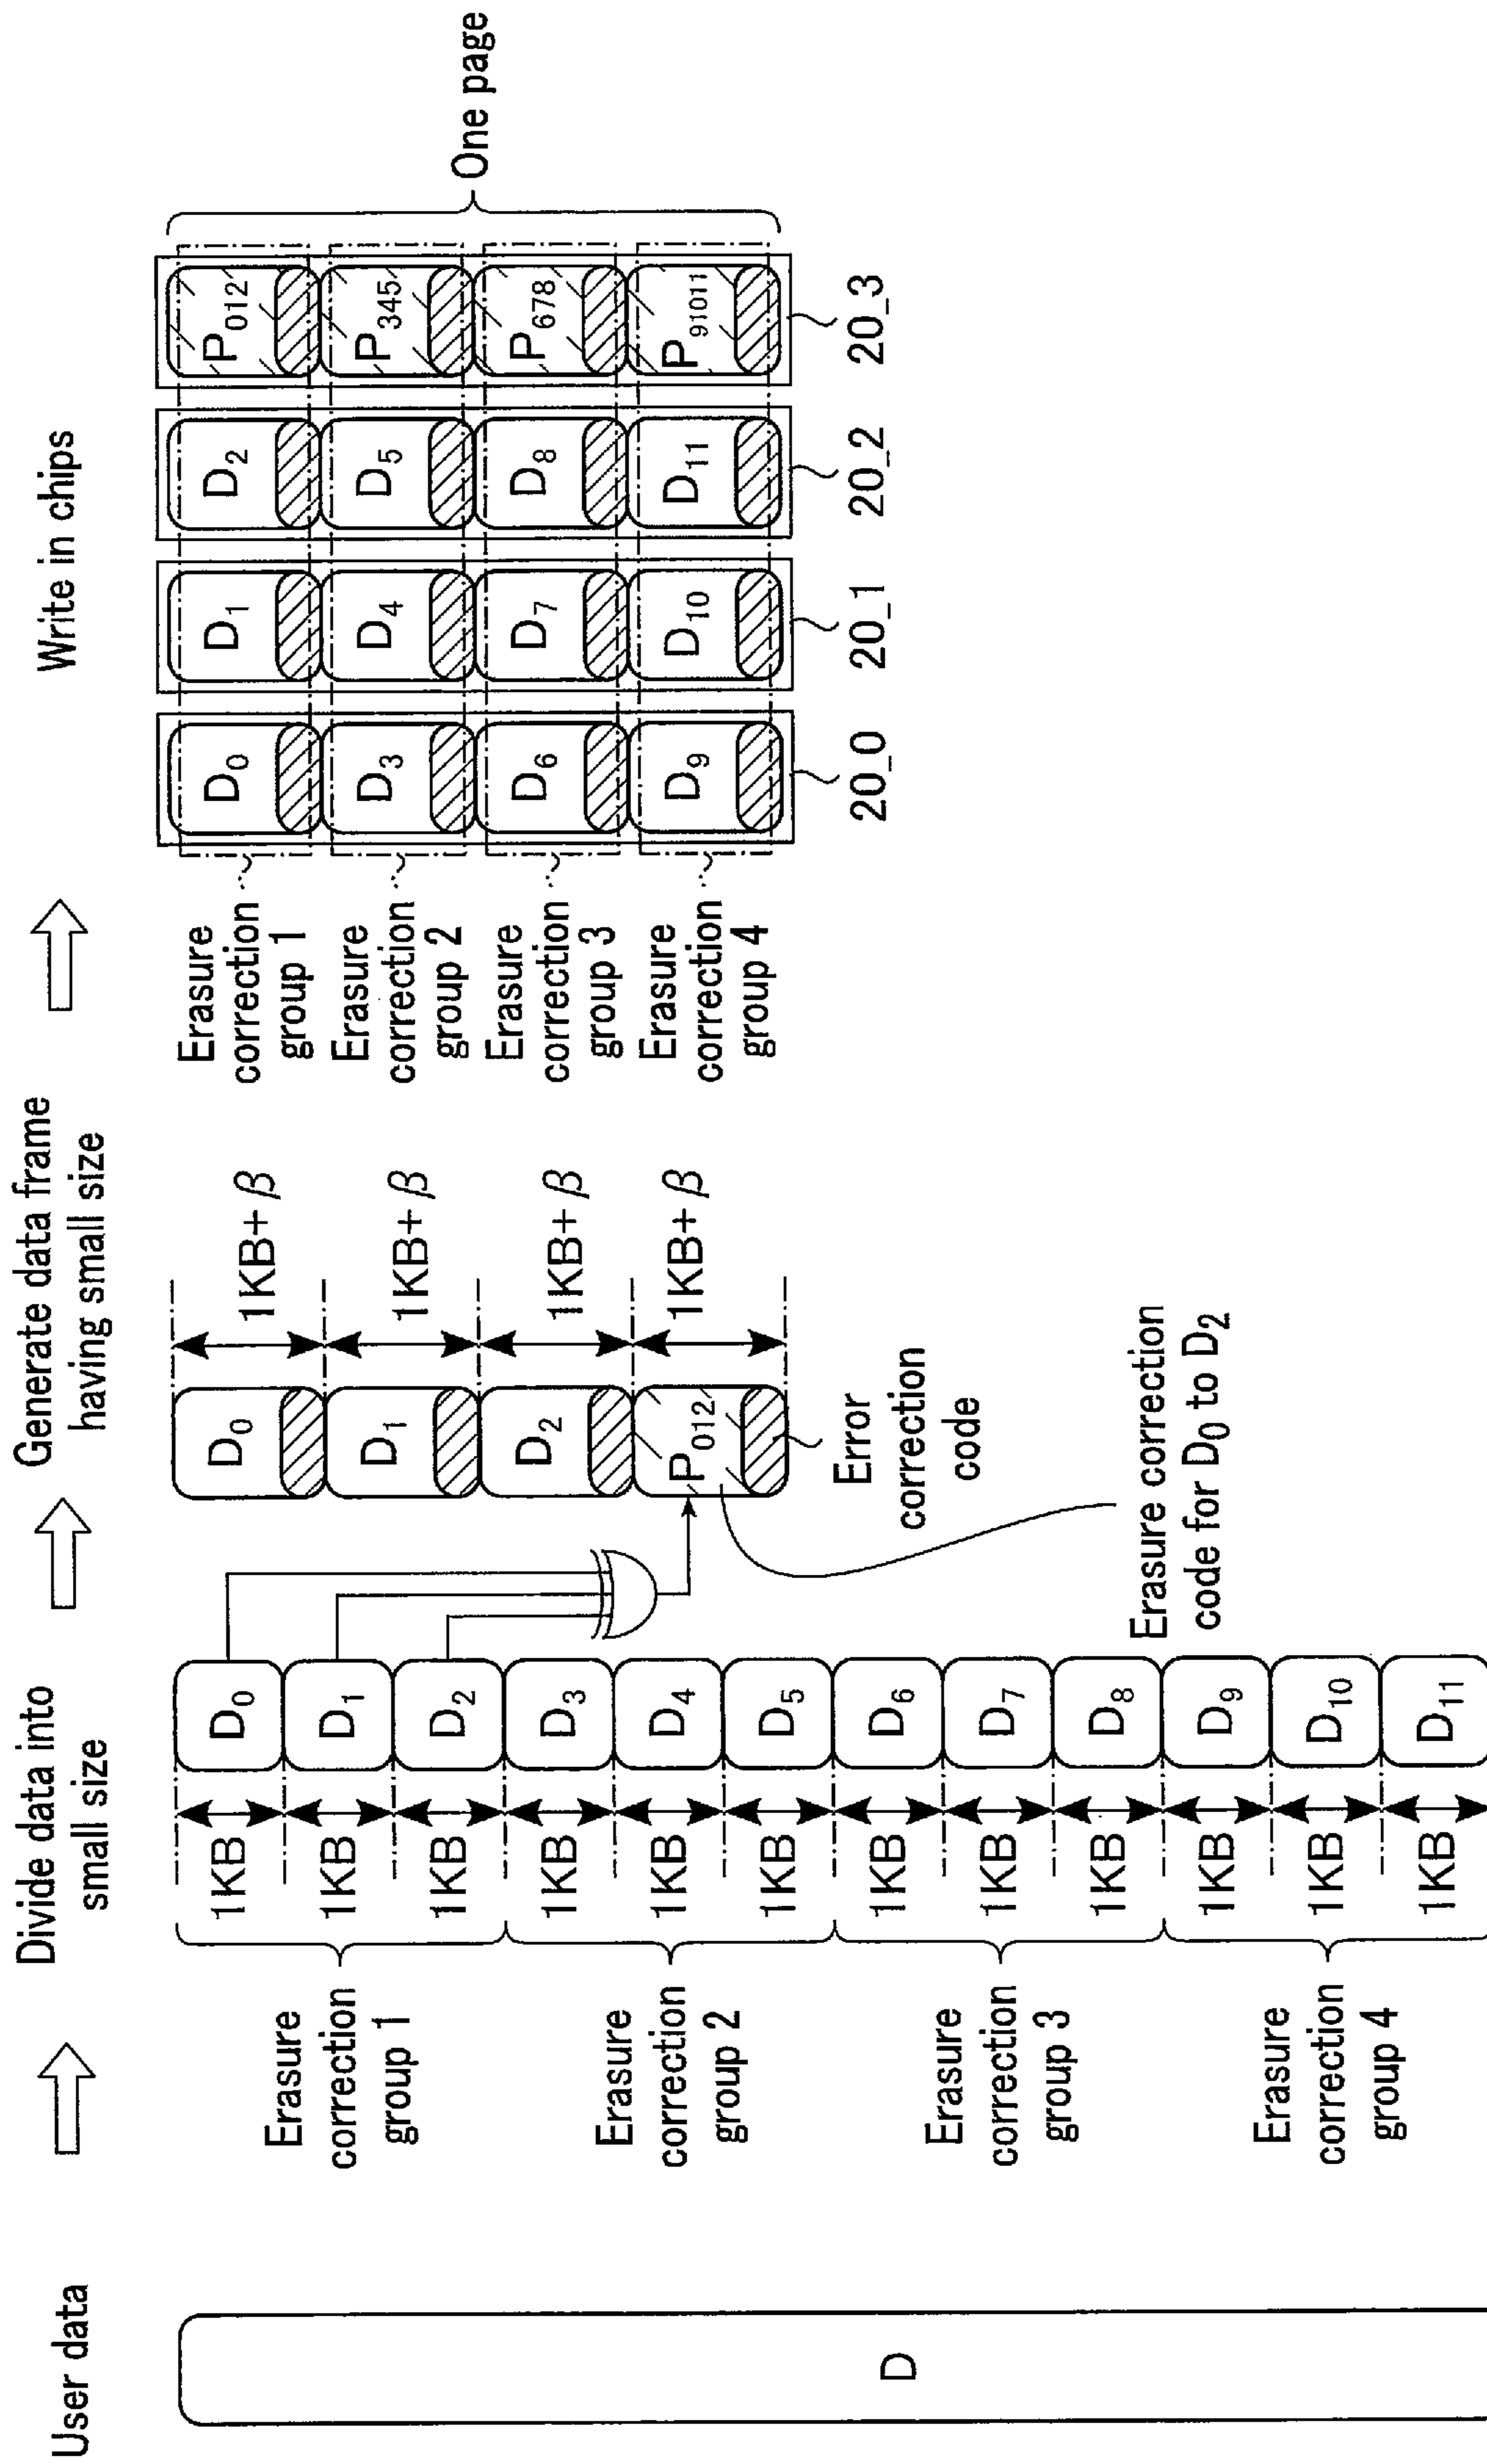 User data
Divide data into
small size
Generate data frame
having small size
Write in chips
D
Erasure
correction
group 1
Erasure
correction
group 2
Erasure
correction
group 3
Erasure
correction
group 4
1KB
1KB
1KB
1KB
1KB
1KB
1KB
1KB
1KB
1KB
1KB
1KB
D0
D1
D2
D3
D4
D5
D6
D7
D8
D9
D10
D11
D0
D1
D2
P012
1KB+β
1KB+β
1KB+β
1KB+β
Error
correction
code
Erasure correction
code for D0 to D2
Erasure
correction
group 1
Erasure
correction
group 2
Erasure
correction
group 3
Erasure
correction
group 4
D0 D1 D2 P012
D3 D4 D5 P345
D6 D7 D8 P678
D9 D10 D11 P91011
20_0 20_1 20_2 20_3
One page